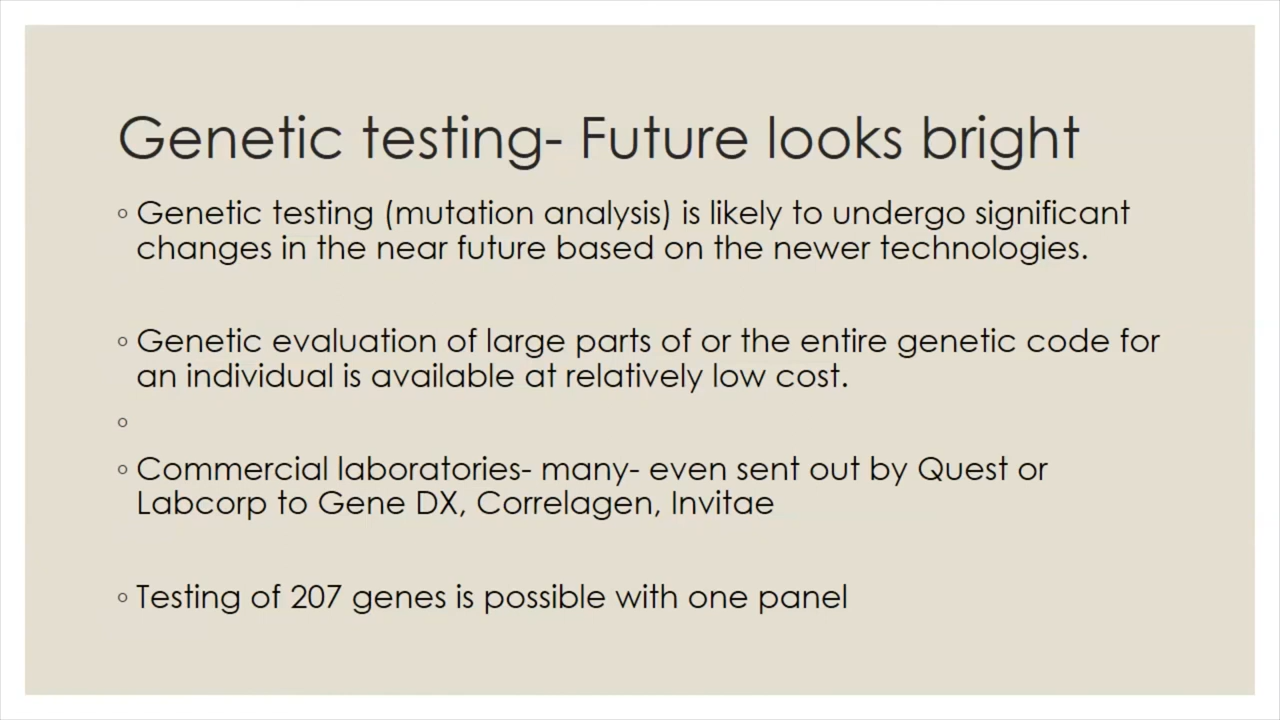 Genetic testing- Future looks bright
◦ Genetic testing (mutation analysis) is likely to undergo significant
changes in the near future based on the newer technologies.
◦ Genetic evaluation of large parts of or the entire genetic code for
an individual is available at relatively low cost.
◦
◦ Commercial laboratories- many- even sent out by Quest or
Labcorp to Gene DX, Correlagen, Invitae
◦ Testing of 207 genes is possible with one panel